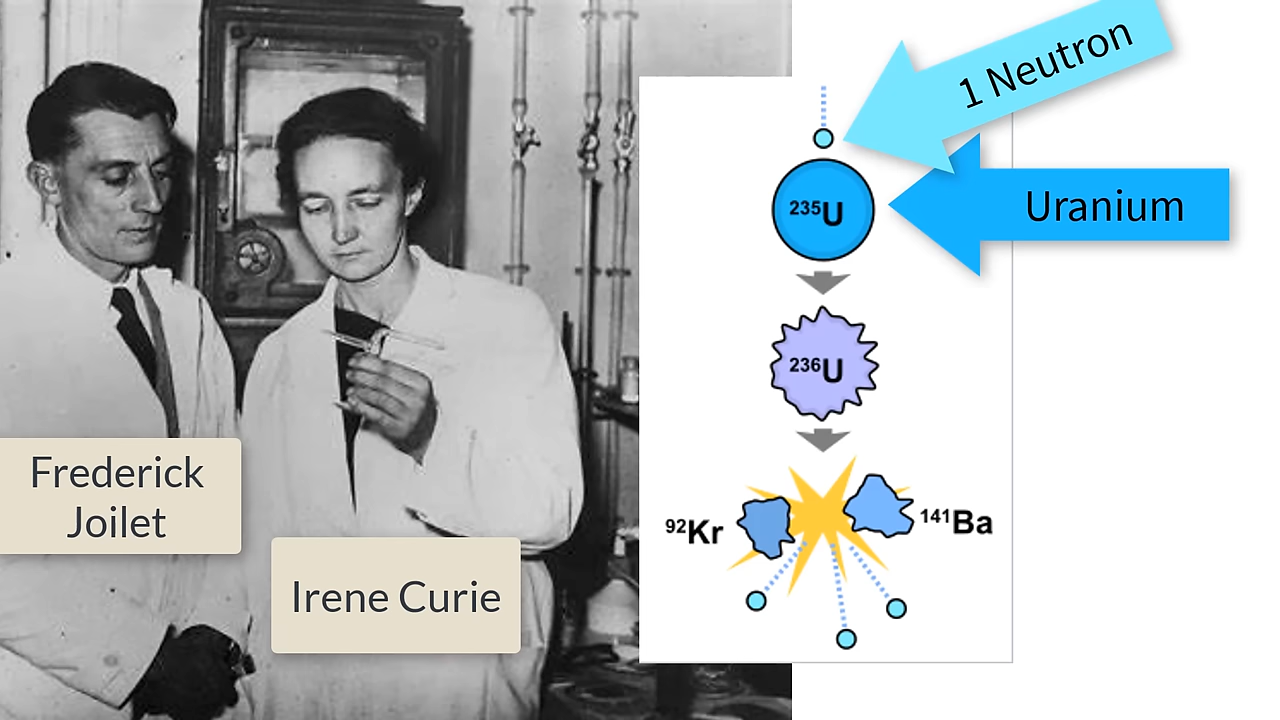 1 Neutron
²³⁵U
Uranium
²³⁶U
⁹²Kr
¹⁴¹Ba
Frederick
Joilet
Irene Curie